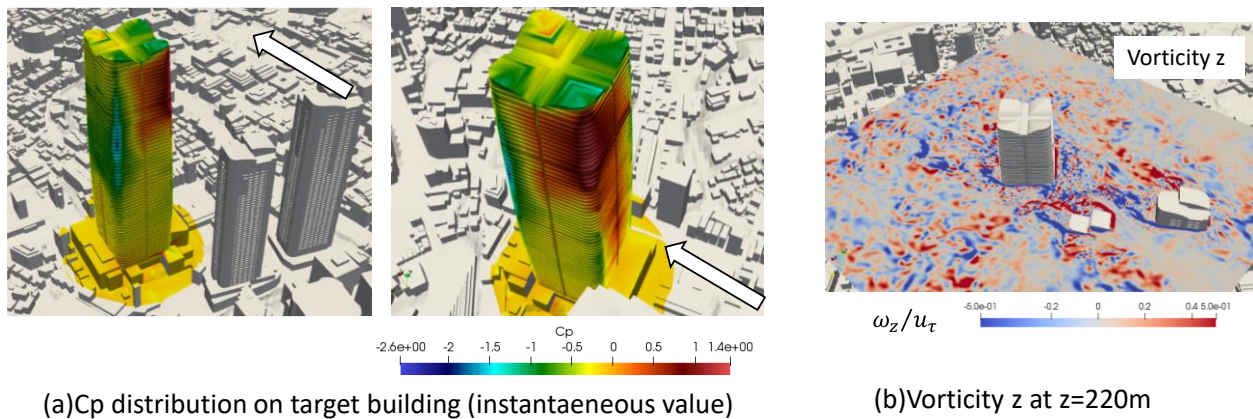 Vorticity z
Cp
-2.6e+00 -2 -1.5 -1 -0.5 0 0.5 1 1.4e+00
-5.0e-01 -0.2 0 0.2 0.4 5.0e-01
ω_z/u_τ
(a)Cp distribution on target building (instantaeneous value)
(b)Vorticity z at z=220m